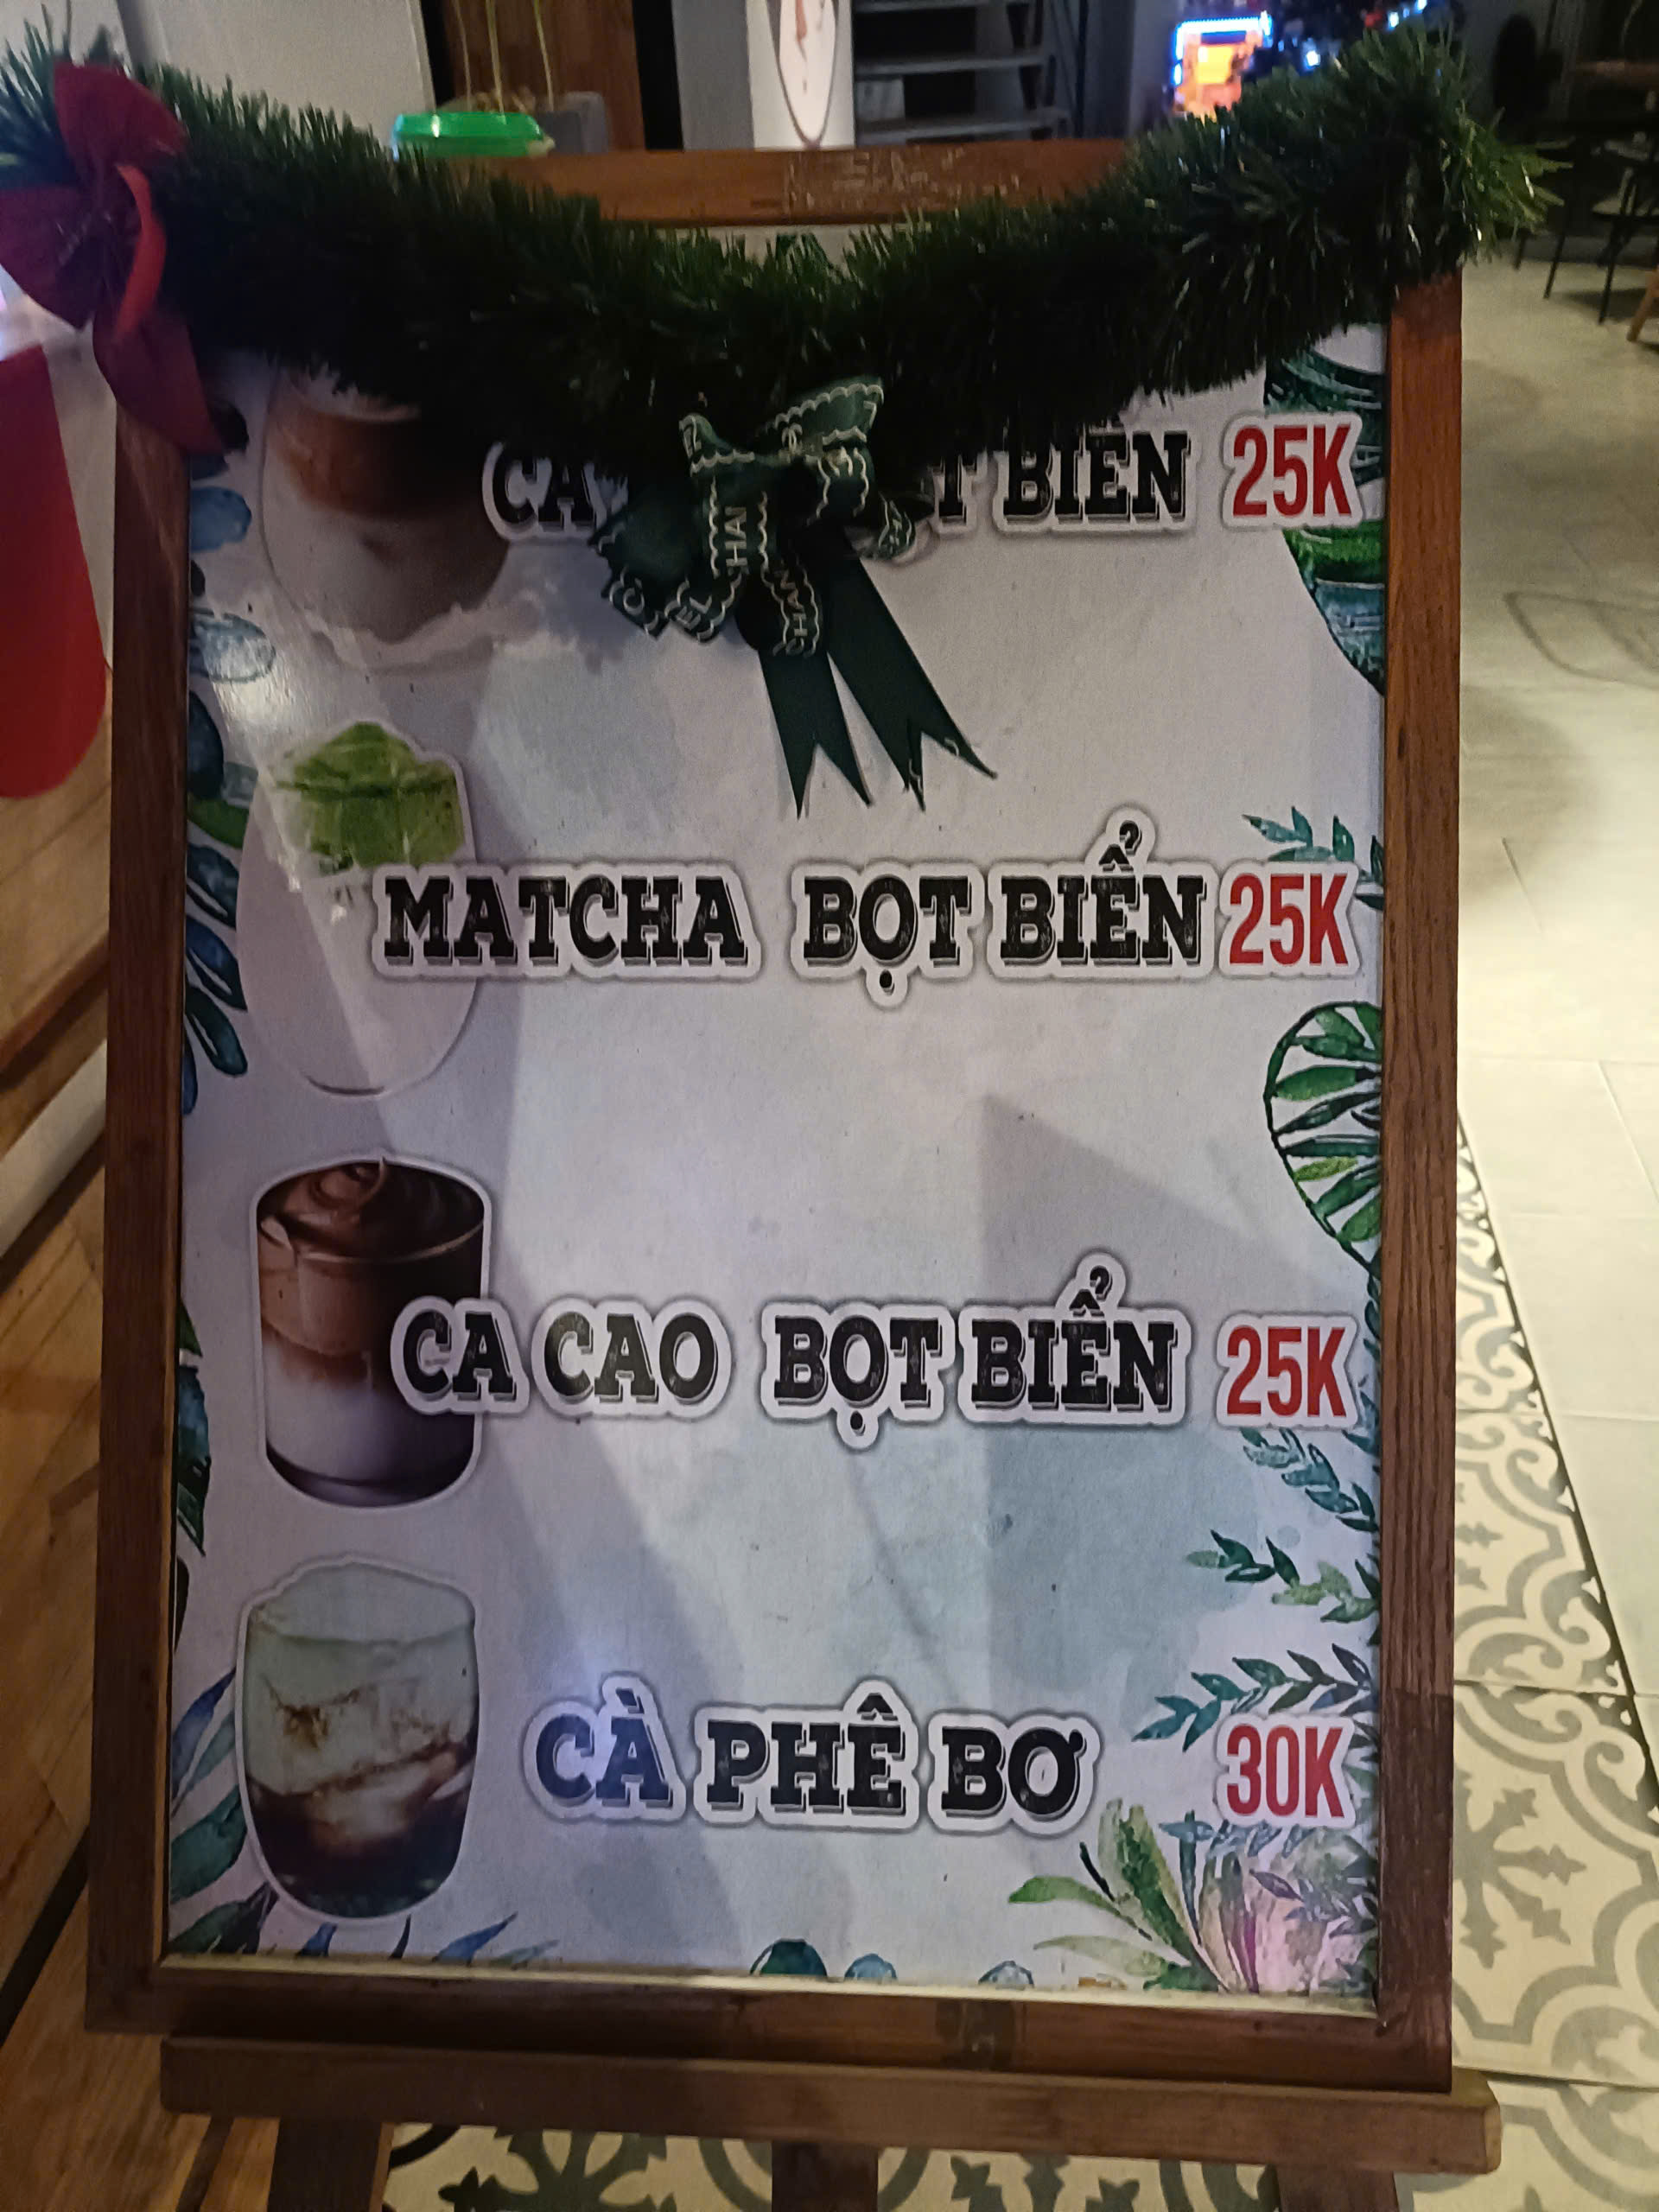 BIỂN 25K
MATCHA BỌT BIỂN 25K
CA CAO BỌT BIỂN 25K
CÀ PHÊ BƠ 30K